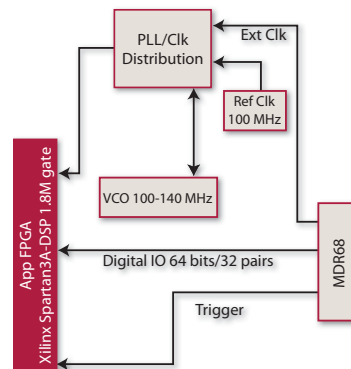 Ext Clk
PLL/Clk
Distribution
Ref Clk
100 MHz
VCO 100-140 MHz
App FPGA
Xilinx Spartan3A-DSP 1.8M gate
Digital IO 64 bits/32 pairs
MDR68
Trigger